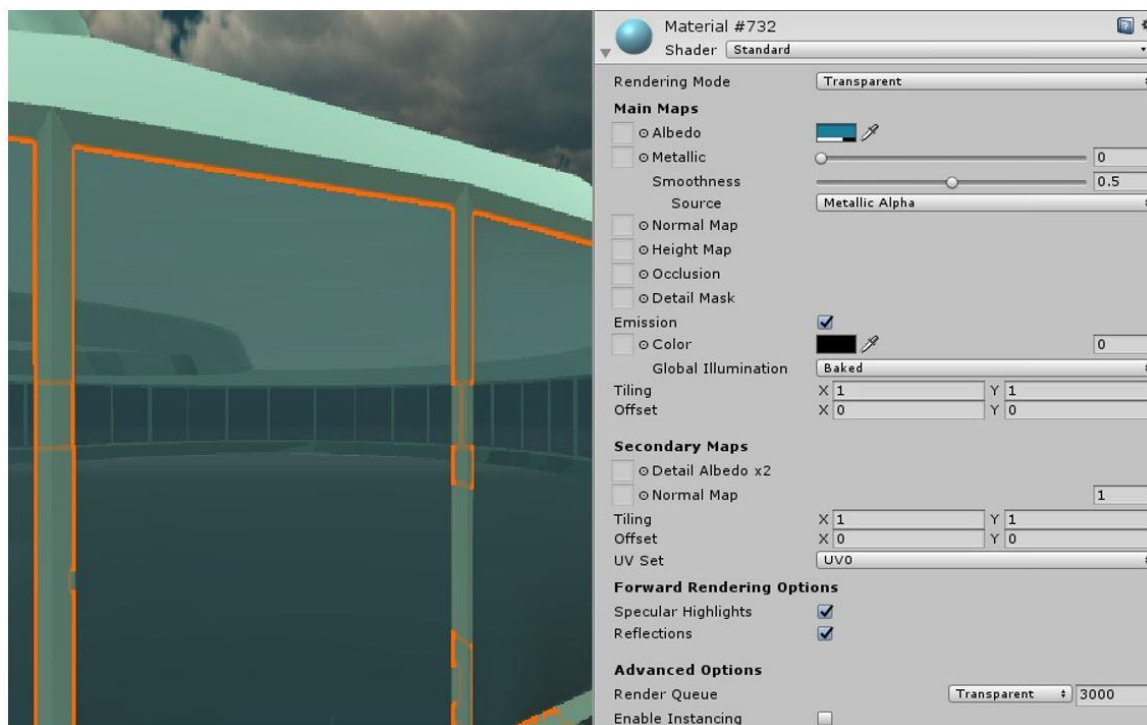 Material #732
Shader Standard
Rendering Mode Transparent
Main Maps
Albedo
Metallic 0
Smoothness 0.5
Source Metallic Alpha
Normal Map
Height Map
Occlusion
Detail Mask
Emission
Color 0
Global Illumination Baked
Tiling X 1 Y 1
Offset X 0 Y 0
Secondary Maps
Detail Albedo x2
Normal Map 1
Tiling X 1 Y 1
Offset X 0 Y 0
UV Set UV0
Forward Rendering Options
Specular Highlights
Reflections
Advanced Options
Render Queue Transparent 3000
Enable Instancing